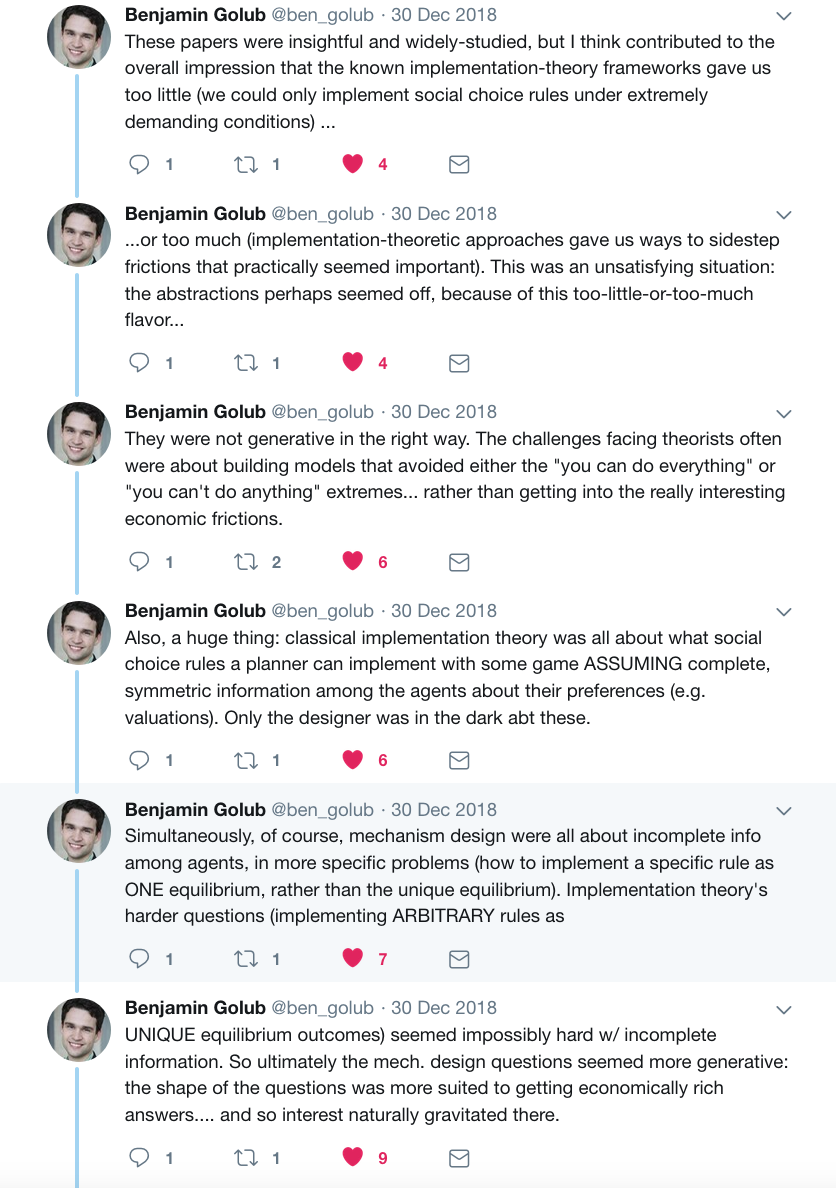 Benjamin Golub @ben_golub · 30 Dec 2018
These papers were insightful and widely-studied, but I think contributed to the
overall impression that the known implementation-theory frameworks gave us
too little (we could only implement social choice rules under extremely
demanding conditions) ...
1 1 4
Benjamin Golub @ben_golub · 30 Dec 2018
...or too much (implementation-theoretic approaches gave us ways to sidestep
frictions that practically seemed important). This was an unsatisfying situation:
the abstractions perhaps seemed off, because of this too-little-or-too-much
flavor...
1 1 4
Benjamin Golub @ben_golub · 30 Dec 2018
They were not generative in the right way. The challenges facing theorists often
were about building models that avoided either the "you can do everything" or
"you can't do anything" extremes... rather than getting into the really interesting
economic frictions.
1 2 6
Benjamin Golub @ben_golub · 30 Dec 2018
Also, a huge thing: classical implementation theory was all about what social
choice rules a planner can implement with some game ASSUMING complete,
symmetric information among the agents about their preferences (e.g.
valuations). Only the designer was in the dark abt these.
1 1 6
Benjamin Golub @ben_golub · 30 Dec 2018
Simultaneously, of course, mechanism design were all about incomplete info
among agents, in more specific problems (how to implement a specific rule as
ONE equilibrium, rather than the unique equilibrium). Implementation theory's
harder questions (implementing ARBITRARY rules as
1 1 7
Benjamin Golub @ben_golub · 30 Dec 2018
UNIQUE equilibrium outcomes) seemed impossibly hard w/ incomplete
information. So ultimately the mech. design questions seemed more generative:
the shape of the questions was more suited to getting economically rich
answers.... and so interest naturally gravitated there.
1 1 9